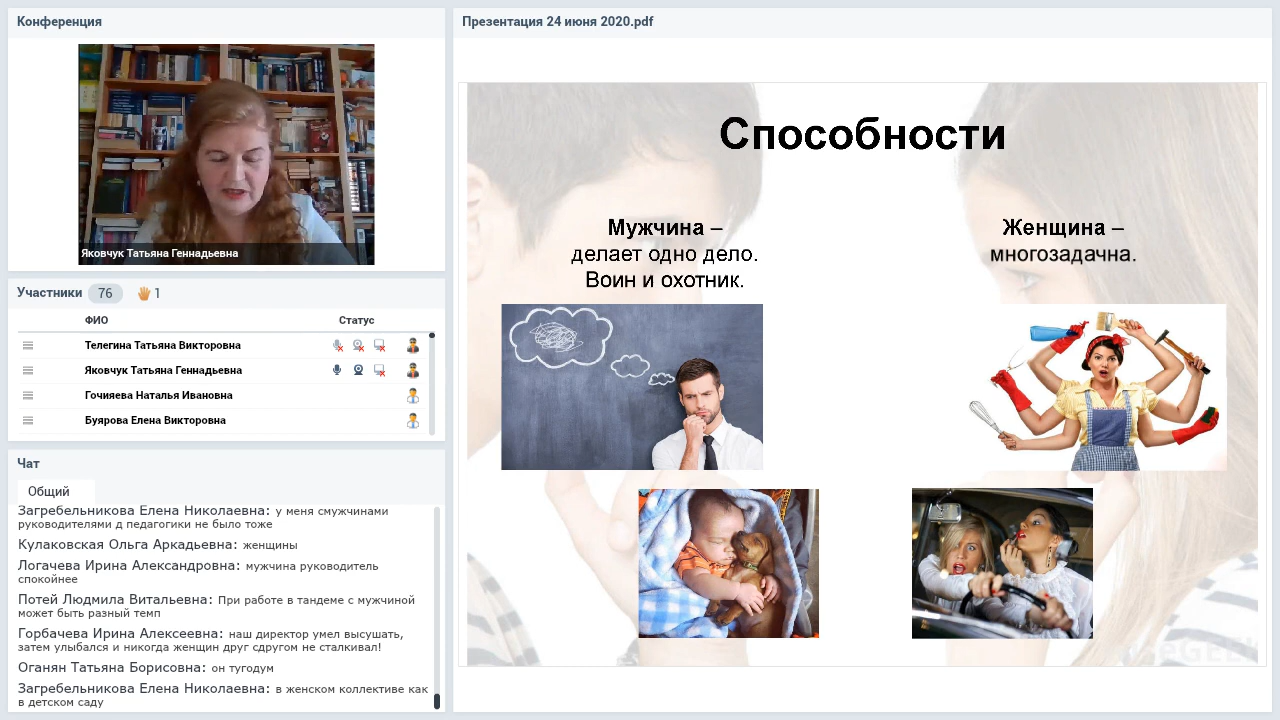 Конференция
Яковчук Татьяна Геннадьевна
Участники 76 1
ФИО Статус
Телегина Татьяна Викторовна
Яковчук Татьяна Геннадьевна
Гочияева Наталья Ивановна
Буярова Елена Викторовна
Чат
Общий
Загребельникова Елена Николаевна: у меня смужчинами
руководителями д педагогики не было тоже
Кулаковская Ольга Аркадьевна: женщины
Логачева Ирина Александровна: мужчина руководитель
спокойнее
Потей Людмила Витальевна: При работе в тандеме с мужчиной
может быть разный темп
Горбачева Ирина Алексеевна: наш директор умел высушать,
затем улыбался и никогда женщин друг сдругом не сталкивал!
Оганян Татьяна Борисовна: он тугодум
Загребельникова Елена Николаевна: в женском коллективе как
в детском саду
Презентация 24 июня 2020.pdf
Способности
Мужчина –
делает одно дело.
Воин и охотник.
Женщина –
многозадачна.